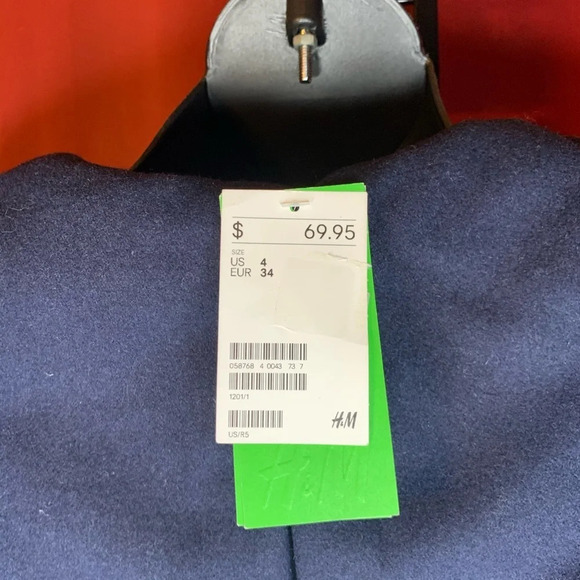 $ 69.95
SIZE
US 4
EUR 34
058768 4 0043 73 7
1201/1
H&M
US/R5
H&M